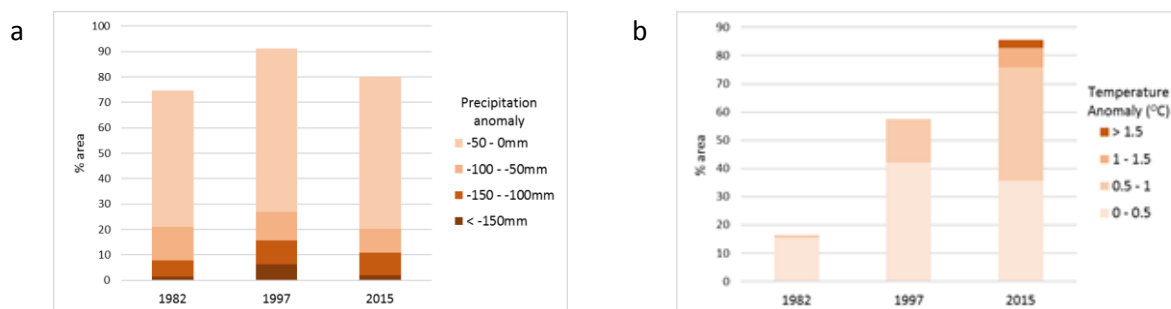 a
100
90
80
70
60
50
40
30
20
10
0
% area
1982
1997
2015
Precipitation
anomaly
-50 - 0mm
-100 - -50mm
-150 - -100mm
< -150mm
b
90
80
70
60
50
40
30
20
10
0
% area
1982
1997
2015
Temperature
Anomaly (°C)
> 1.5
1 - 1.5
0.5 - 1
0 - 0.5